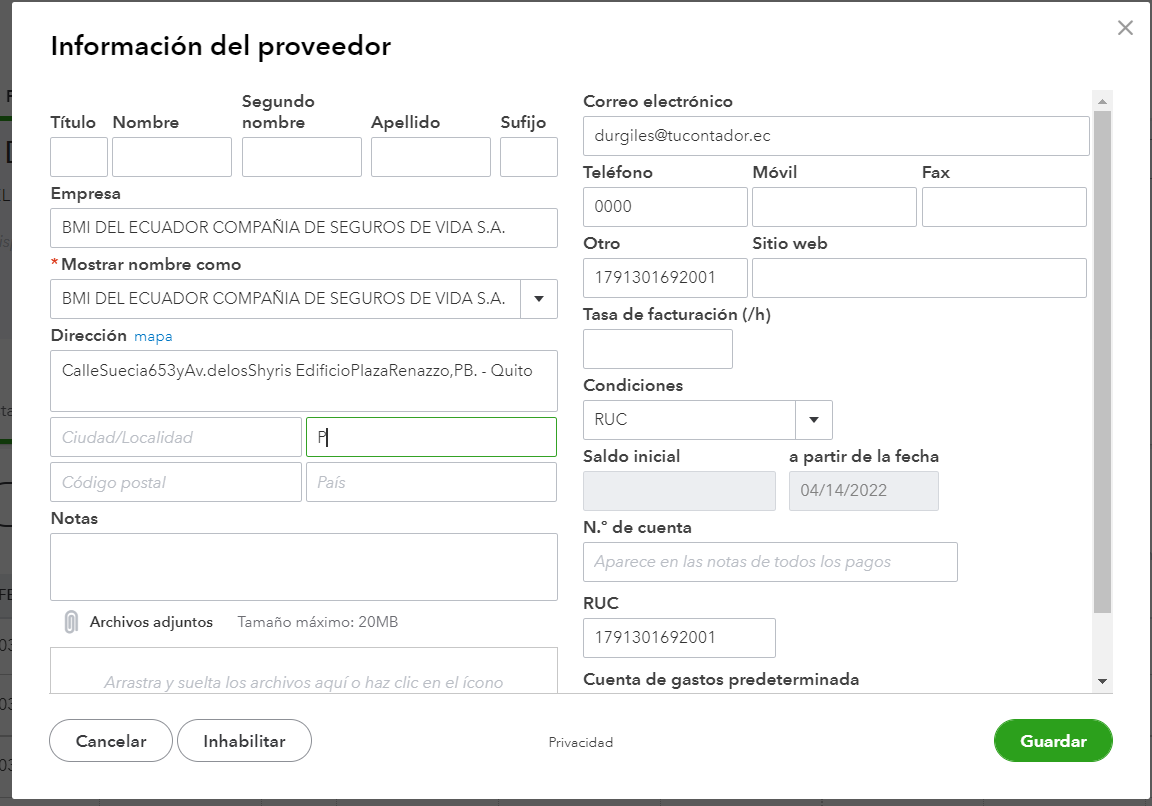 Información del proveedor
Título Nombre Segundo nombre Apellido Sufijo
Empresa
BMI DEL ECUADOR COMPAÑIA DE SEGUROS DE VIDA S.A.
*Mostrar nombre como
BMI DEL ECUADOR COMPAÑIA DE SEGUROS DE VIDA S.A.
Dirección mapa
CalleSuecia653yAv.delosShyris EdificioPlazaRenazzo,PB. - Quito
Ciudad/Localidad P
Código postal País
Notas
Archivos adjuntos Tamaño máximo: 20MB
Arrastra y suelta los archivos aquí o haz clic en el ícono
Correo electrónico
durgiles@tucontador.ec
Teléfono Móvil Fax
0000
Otro Sitio web
1791301692001
Tasa de facturación (/h)
Condiciones
RUC
Saldo inicial a partir de la fecha
04/14/2022
N.º de cuenta
Aparece en las notas de todos los pagos
RUC
1791301692001
Cuenta de gastos predeterminada
Cancelar Inhabilitar Privacidad Guardar